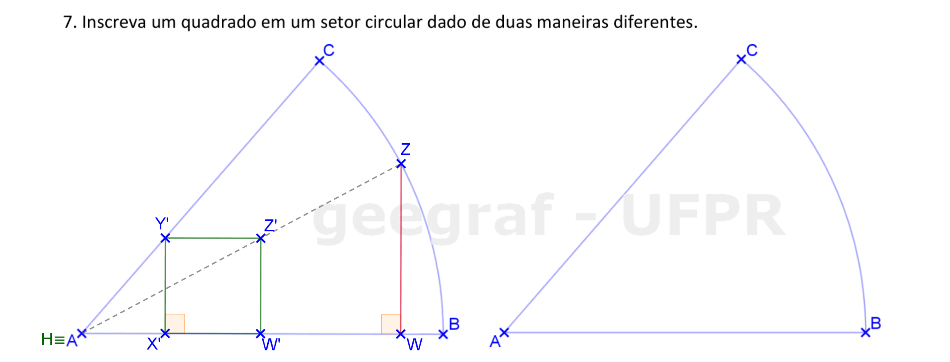 7. Inscreva um quadrado em um setor circular dado de duas maneiras diferentes.
C
C
Z
Y'
Z'
geegraf - UFPR
B
B
H≡A
X'
W'
W
A